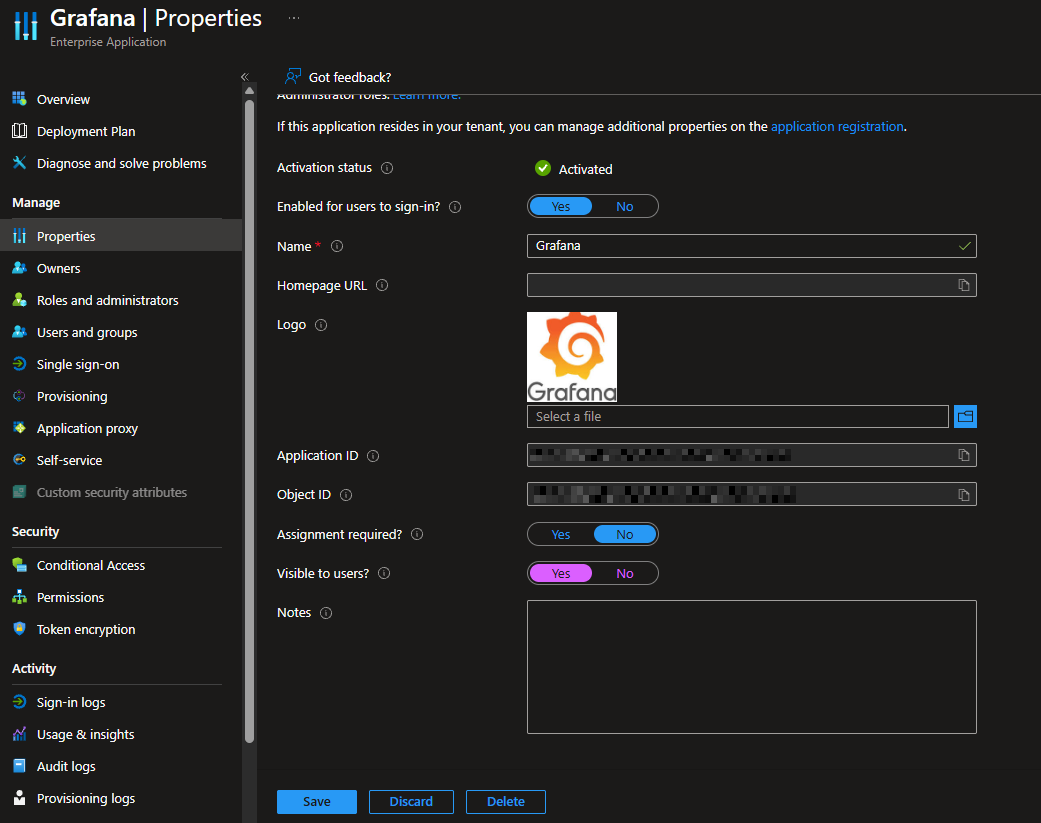 Grafana | Properties ...
Enterprise Application
«
Overview
Deployment Plan
Diagnose and solve problems
Manage
Properties
Owners
Roles and administrators
Users and groups
Single sign-on
Provisioning
Application proxy
Self-service
Custom security attributes
Security
Conditional Access
Permissions
Token encryption
Activity
Sign-in logs
Usage & insights
Audit logs
Provisioning logs
Got feedback?
Administrator roles. Learn more.
If this application resides in your tenant, you can manage additional properties on the application registration.
Activation status Activated
Enabled for users to sign-in? Yes No
Name * Grafana
Homepage URL
Logo
Grafana
Select a file
Application ID
Object ID
Assignment required? Yes No
Visible to users? Yes No
Notes
Save Discard Delete